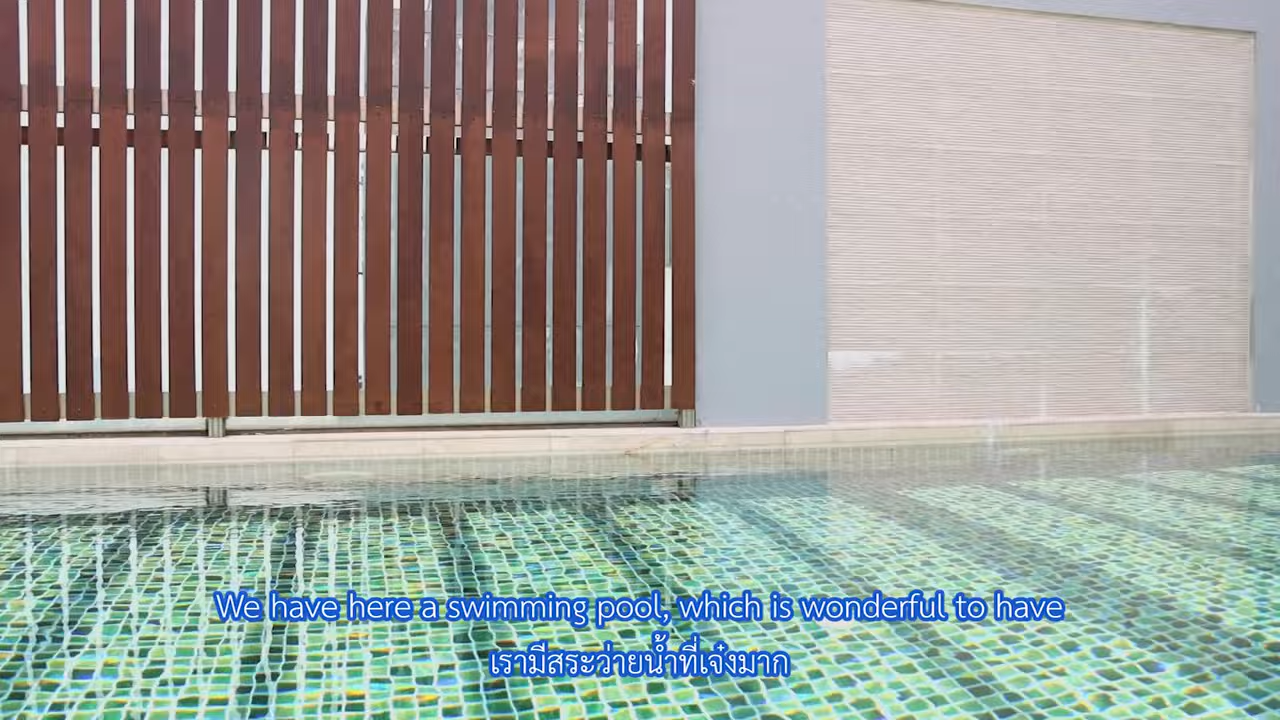 We have here a swimming pool, which is wonderful to have
เรามีสระว่ายน้ำที่เจ๋งมาก